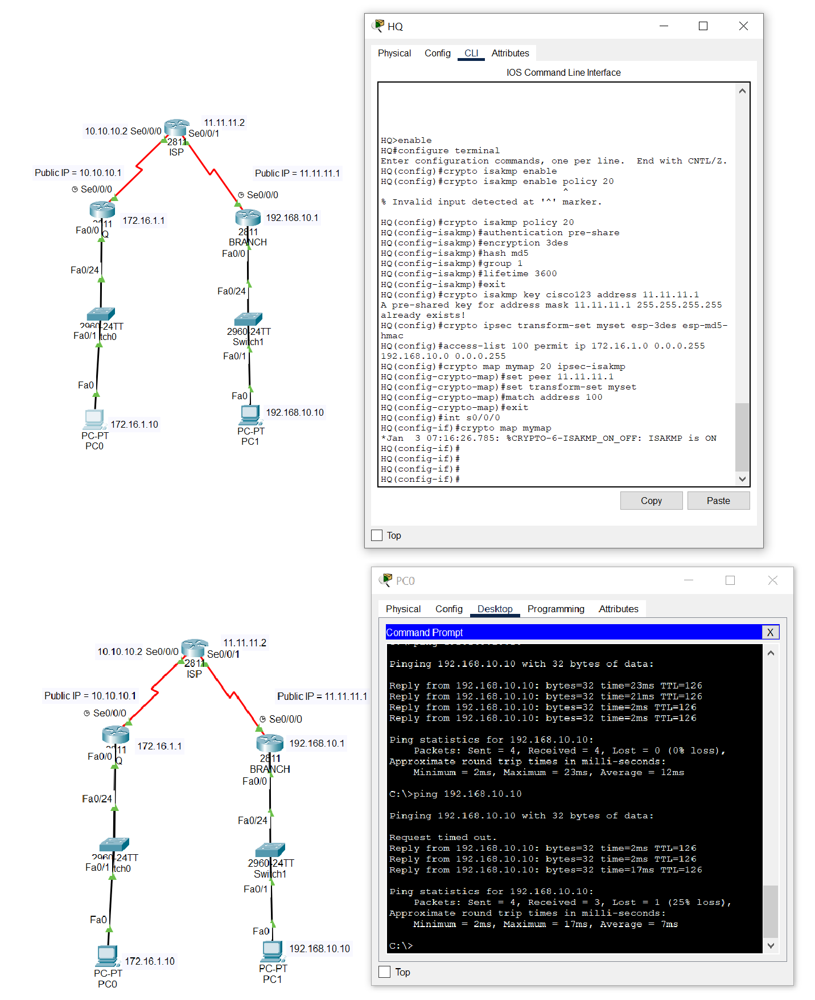 HQ
Physical Config CLI Attributes
IOS Command Line Interface
HQ>enable
HQ#configure terminal
Enter configuration commands, one per line.  End with CNTL/Z.
HQ(config)#crypto isakmp enable
HQ(config)#crypto isakmp enable policy 20
^
% Invalid input detected at '^' marker.
HQ(config)#crypto isakmp policy 20
HQ(config-isakmp)#authentication pre-share
HQ(config-isakmp)#encryption 3des
HQ(config-isakmp)#hash md5
HQ(config-isakmp)#group 1
HQ(config-isakmp)#lifetime 3600
HQ(config-isakmp)#exit
HQ(config)#crypto isakmp key cisco123 address 11.11.11.1
A pre-shared key for address mask 11.11.11.1 255.255.255.255
already exists!
HQ(config)#crypto ipsec transform-set myset esp-3des esp-md5-
hmac
HQ(config)#access-list 100 permit ip 172.16.1.0 0.0.0.255
192.168.10.0 0.0.0.255
HQ(config)#crypto map mymap 20 ipsec-isakmp
HQ(config-crypto-map)#set peer 11.11.11.1
HQ(config-crypto-map)#set transform-set myset
HQ(config-crypto-map)#match address 100
HQ(config-crypto-map)#exit
HQ(config)#int s0/0/0
HQ(config-if)#crypto map mymap
*Jan  3 07:16:26.785: %CRYPTO-6-ISAKMP_ON_OFF: ISAKMP is ON
HQ(config-if)#
HQ(config-if)#
HQ(config-if)#
HQ(config-if)#
Copy Paste
Top
11.11.11.2
10.10.10.2 Se0/0/0
Se0/0/1
2811
ISP
Public IP = 10.10.10.1
Public IP = 11.11.11.1
Se0/0/0
Se0/0/0
172.16.1.1
192.168.10.1
11
Fa0/0
Q
2811
BRANCH
Fa0/0
Fa0/24
Fa0/24
2960-24TT
Fa0/1 tch0
2960-24TT
Switch1
Fa0/1
Fa0
Fa0
172.16.1.10
192.168.10.10
PC-PT
PC0
PC-PT
PC1
PC0
Physical Config Desktop Programming Attributes
Command Prompt
X
Pinging 192.168.10.10 with 32 bytes of data:
Reply from 192.168.10.10: bytes=32 time=23ms TTL=126
Reply from 192.168.10.10: bytes=32 time=21ms TTL=126
Reply from 192.168.10.10: bytes=32 time=2ms TTL=126
Reply from 192.168.10.10: bytes=32 time=2ms TTL=126
Ping statistics for 192.168.10.10:
Packets: Sent = 4, Received = 4, Lost = 0 (0% loss),
Approximate round trip times in milli-seconds:
Minimum = 2ms, Maximum = 23ms, Average = 12ms
C:\>ping 192.168.10.10
Pinging 192.168.10.10 with 32 bytes of data:
Request timed out.
Reply from 192.168.10.10: bytes=32 time=2ms TTL=126
Reply from 192.168.10.10: bytes=32 time=2ms TTL=126
Reply from 192.168.10.10: bytes=32 time=17ms TTL=126
Ping statistics for 192.168.10.10:
Packets: Sent = 4, Received = 3, Lost = 1 (25% loss),
Approximate round trip times in milli-seconds:
Minimum = 2ms, Maximum = 17ms, Average = 7ms
C:\>
Top
11.11.11.2
10.10.10.2 Se0/0/0
Se0/0/1
2811
ISP
Public IP = 10.10.10.1
Public IP = 11.11.11.1
Se0/0/0
Se0/0/0
172.16.1.1
192.168.10.1
11
Fa0/0
Q
2811
BRANCH
Fa0/0
Fa0/24
Fa0/24
2960-24TT
Fa0/1 tch0
2960-24TT
Switch1
Fa0/1
Fa0
Fa0
172.16.1.10
192.168.10.10
PC-PT
PC0
PC-PT
PC1